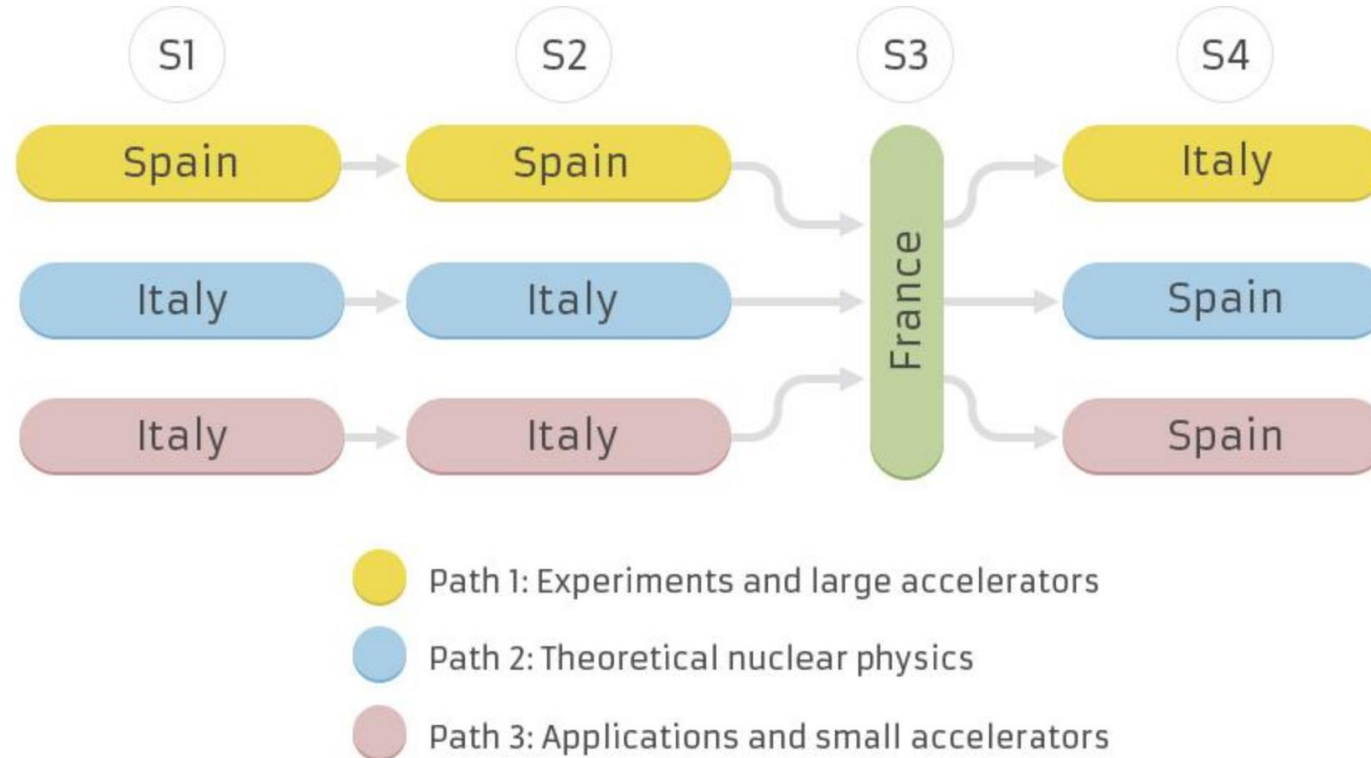 S1
S2
S3
S4
Spain
Spain
Italy
Italy
Italy
France
Spain
Italy
Italy
Spain
Path 1: Experiments and large accelerators
Path 2: Theoretical nuclear physics
Path 3: Applications and small accelerators